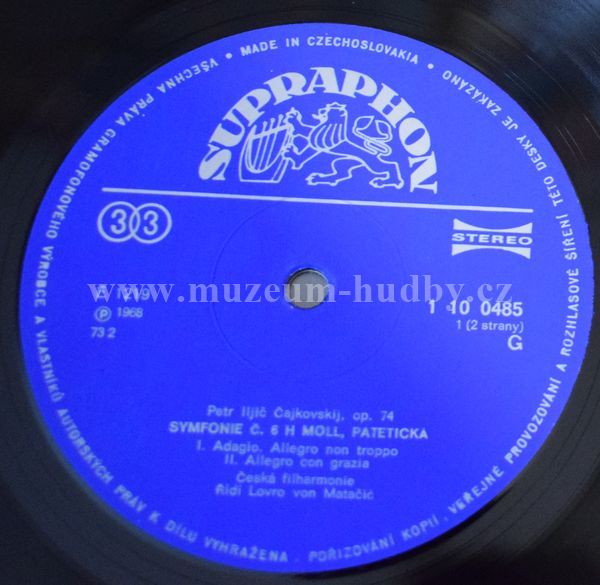 VŠECHNA PRÁVA GRAMOFONOVÉHO VÝROBCE A VLASTNÍKŮ AUTORSKÝCH PRÁV K DÍLU VYHRAŽENA. POŘIZOVÁNÍ KOPIÍ, VEŘEJNÉ PROVOZOVÁNÍ A ROZHLASOVÉ ŠÍŘENÍ TÉTO DESKY JE ZAKÁZÁNO • MADE IN CZECHOSLOVAKIA •
SUPRAPHON
33
STEREO
www.muzeum-hudby.cz
Ⓟ 1968
73 2
1 10 0485
1 (2 strany)
G
Petr Iljič Čajkovskij, op. 74
SYMFONIE Č. 6 H MOLL, PATETICKÁ
I. Adagio. Allegro non troppo
II. Allegro con grazia
Česká filharmonie
Řídí Lovro von Matačić